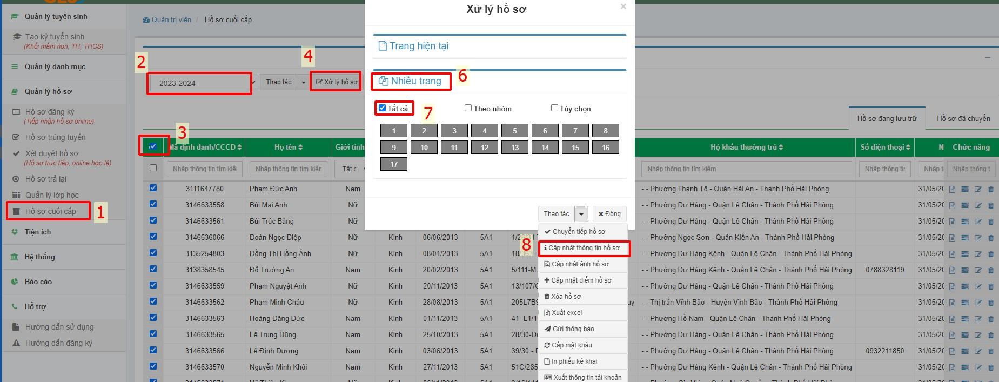 Quản lý tuyển sinh
Tạo kỳ tuyển sinh
(Khối mầm non, TH, THCS)
Quản lý danh mục
Quản lý hồ sơ
Hồ sơ đăng ký
(Tiếp nhận hồ sơ online)
Hồ sơ trúng tuyển
Xét duyệt hồ sơ
(Hồ sơ trực tiếp, online hợp lệ)
Hồ sơ trả lại
Quản lý lớp học
Hồ sơ cuối cấp
1
Tiện ích
Hệ thống
Báo cáo
Hỗ trợ
Hướng dẫn sử dụng
Hướng dẫn đăng ký
Quản trị viên / Hồ sơ cuối cấp
2
4
2023-2024 Thao tác Xử lý hồ sơ
3
Hồ sơ đang lưu trữ Hồ sơ đã chuyển
Xử lý hồ sơ ×
Trang hiện tại
Nhiều trang
6
Tất cả Theo nhóm Tùy chọn
7
1 2 3 4 5 6 7 8
9 10 11 12 13 14 15 16
17
Thao tác Đóng
Chuyển tiếp hồ sơ
8
Cập nhật thông tin hồ sơ
Cập nhật ảnh hồ sơ
Cập nhật điểm hồ sơ
Xóa hồ sơ
Xuất excel
Gửi thông báo
Cấp mật khẩu
In phiếu kê khai
Xuất thông tin tài khoản
Mã định danh/CCCD Họ tên Giới tính Hộ khẩu thường trú Số điện thoại N Chức năng
Nhập thông tin tìm kiếm Nhập thông tin tìm kiếm Tất c Nhập thông tin tìm kiếm Nhập thông tin Nhập t Nhập thông t
3111647780 Phạm Đức Anh Nam - - Phường Thành Tô - Quận Hải An - Thành Phố Hải Phòng 31/05/20
3146633558 Bùi Mai Anh Nữ - - Phường Dư Hàng - Quận Lê Chân - Thành Phố Hải Phòng 31/05/20
3146633561 Bùi Trúc Băng Nữ - - Phường Dư Hàng - Quận Lê Chân - Thành Phố Hải Phòng 31/05/20
3146636066 Đoàn Ngọc Diệp Nữ Kinh 06/06/2013 5A1 1/26/31 - - Phường Ngọc Sơn - Quận Kiến An - Thành Phố Hải Phòng 31/05/20
3135254803 Đồng Thị Hồng Ánh Nữ Kinh 08/01/2013 5A1 18/363 - - - Phường Dư Hàng Kênh - Quận Lê Chân - Thành Phố Hải Phòng 31/05/20
3138358545 Đỗ Trường An Nam Kinh 20/02/2013 5A1 5/111-M. - - Phường Dư Hàng Kênh - Quận Lê Chân - Thành Phố Hải Phòng 0788328119 31/05/20
3146633559 Phạm Nguyệt Anh Nữ Kinh 20/11/2013 5A1 13/107/C - - Phường Dư Hàng - Quận Lê Chân - Thành Phố Hải Phòng 31/05/20
3146633562 Phạm Minh Châu Nữ Kinh 28/08/2013 5A1 205L7B9 uy - - Thị trấn Vĩnh Bảo - Huyện Vĩnh Bảo - Thành Phố Hải Phòng 31/05/20
3146633563 Hoàng Đăng Đức Nam Kinh 01/11/2013 5A1 41- L1/1 - - Phường Hồ Nam - Quận Lê Chân - Thành Phố Hải Phòng 31/05/20
3146633565 Lê Trung Dũng Nam Kinh 25/10/2013 5A1 28/30-Dư - - Phường Dư Hàng - Quận Lê Chân - Thành Phố Hải Phòng 31/05/20
3146633566 Lê Đình Dương Nam Kinh 03/06/2013 5A1 39/30 - D - - Phường Dư Hàng - Quận Lê Chân - Thành Phố Hải Phòng 0932211850 31/05/20
3146633570 Nguyễn Minh Khôi Nam Kinh 27/11/2013 5A1 51C/285 - - Phường Dư Hàng Kênh - Quận Lê Chân - Thành Phố Hải Phòng 31/05/20